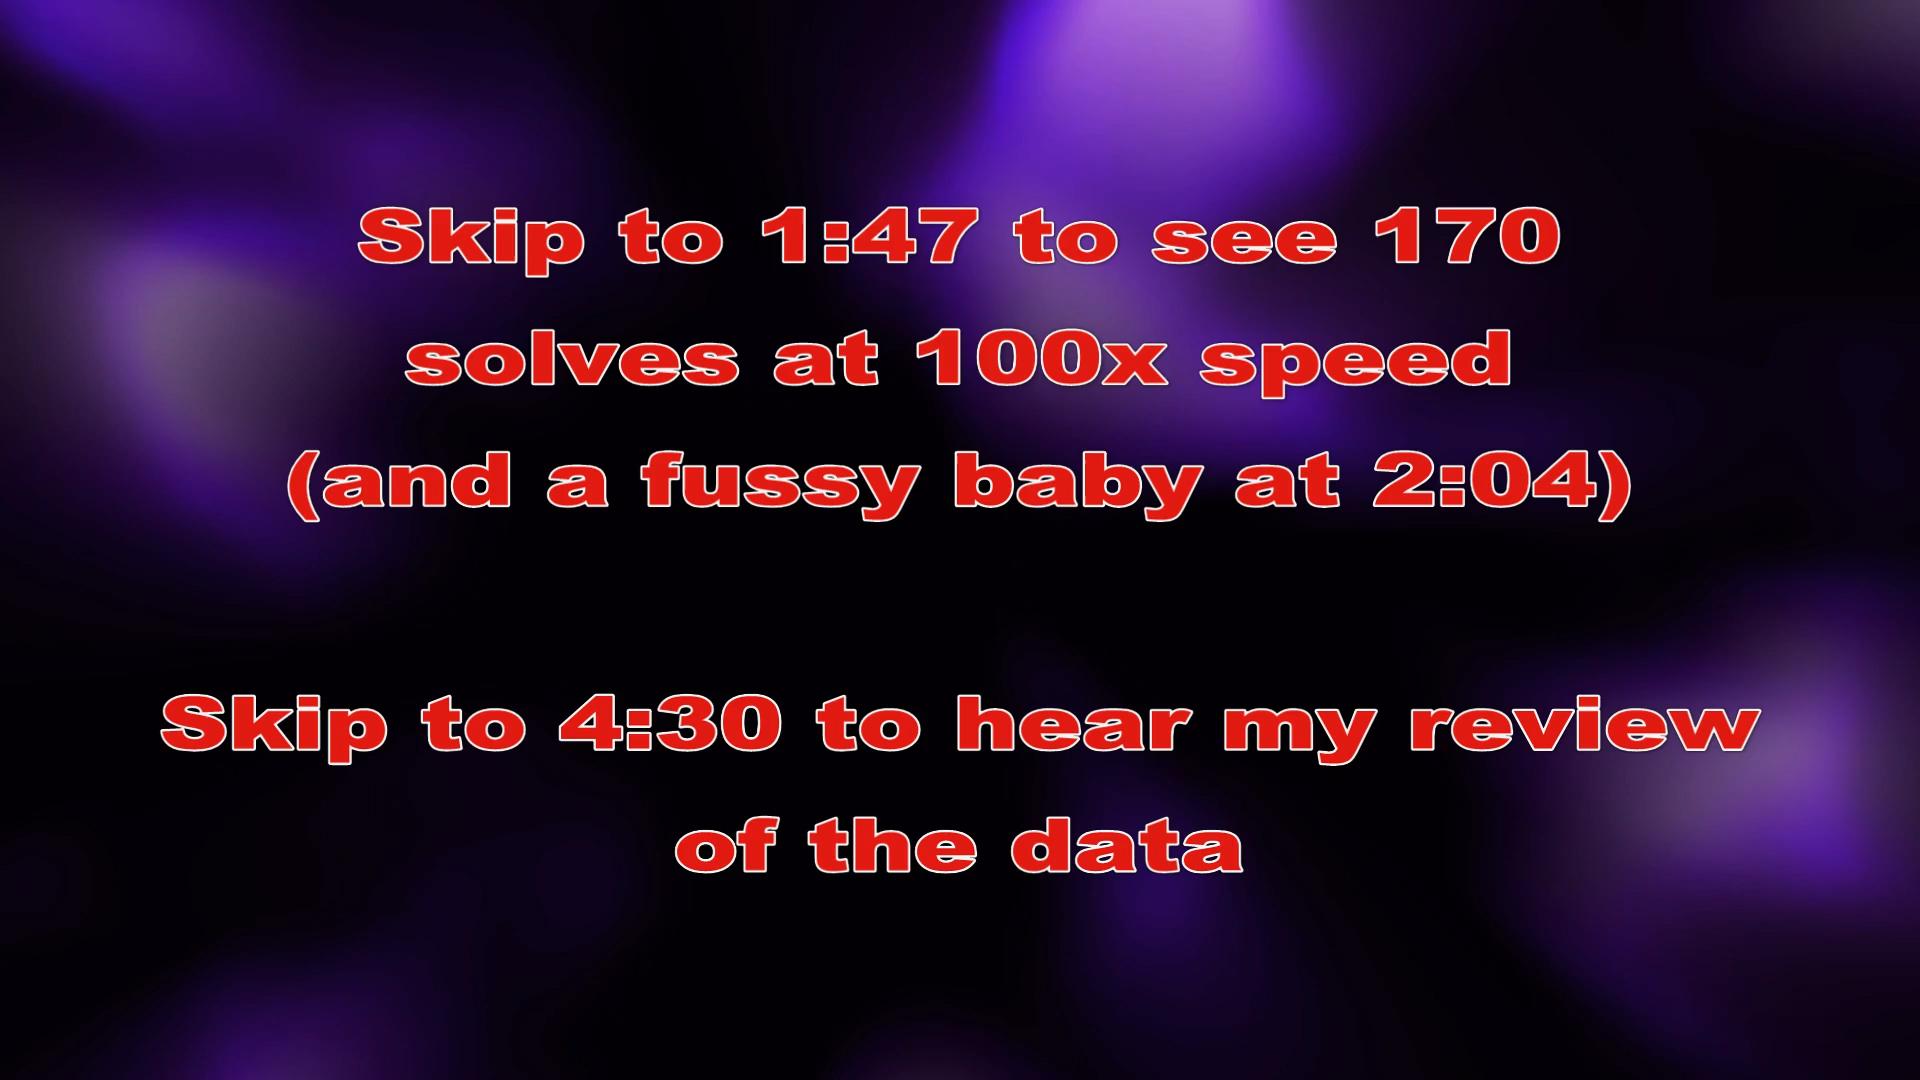 Skip to 1:47 to see 170
solves at 100x speed
(and a fussy baby at 2:04)
Skip to 4:30 to hear my review
of the data